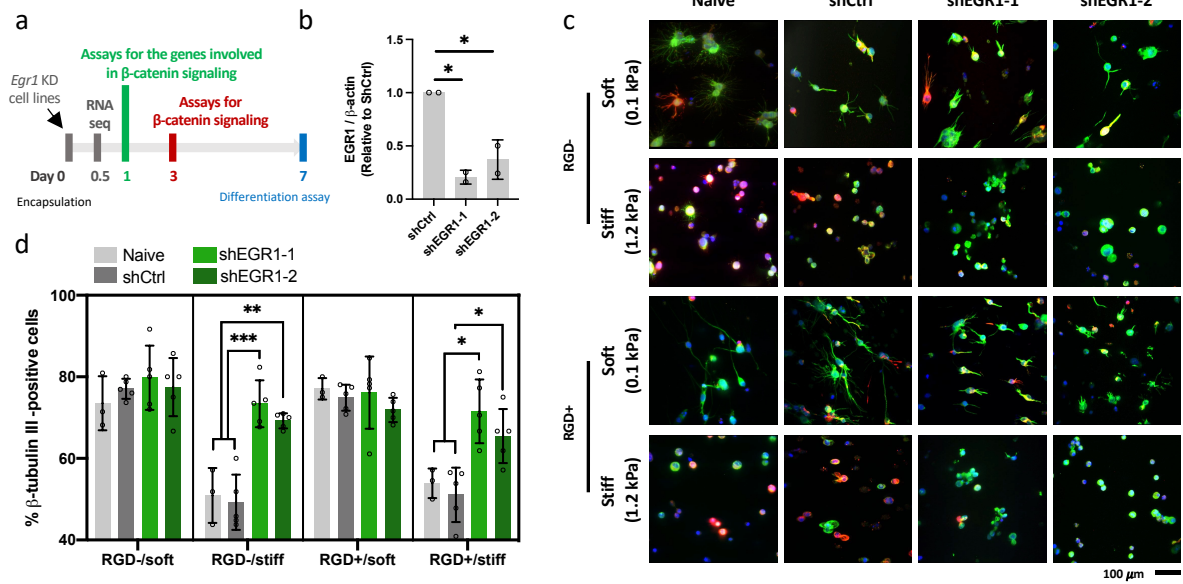 a
Assays for the genes involved
in β-catenin signaling
Egr1 KD
cell lines
RNA
seq
Assays for
β-catenin signaling
Day 0
0.5
1
3
7
Encapsulation
Differentiation assay
b
EGR1 / β-actin
(Relative to ShCtrl)
1.5
1.0
0.5
0.0
*
*
shCtrl
shEGR1-1
shEGR1-2
c
Naive
shCtrl
shEGR1-1
shEGR1-2
RGD-
Soft
(0.1 kPa)
Stiff
(1.2 kPa)
RGD+
Soft
(0.1 kPa)
Stiff
(1.2 kPa)
100 μm
d
Naive
shCtrl
shEGR1-1
shEGR1-2
% β-tubulin III -positive cells
100
80
60
40
**
***
*
*
RGD-/soft
RGD-/stiff
RGD+/soft
RGD+/stiff